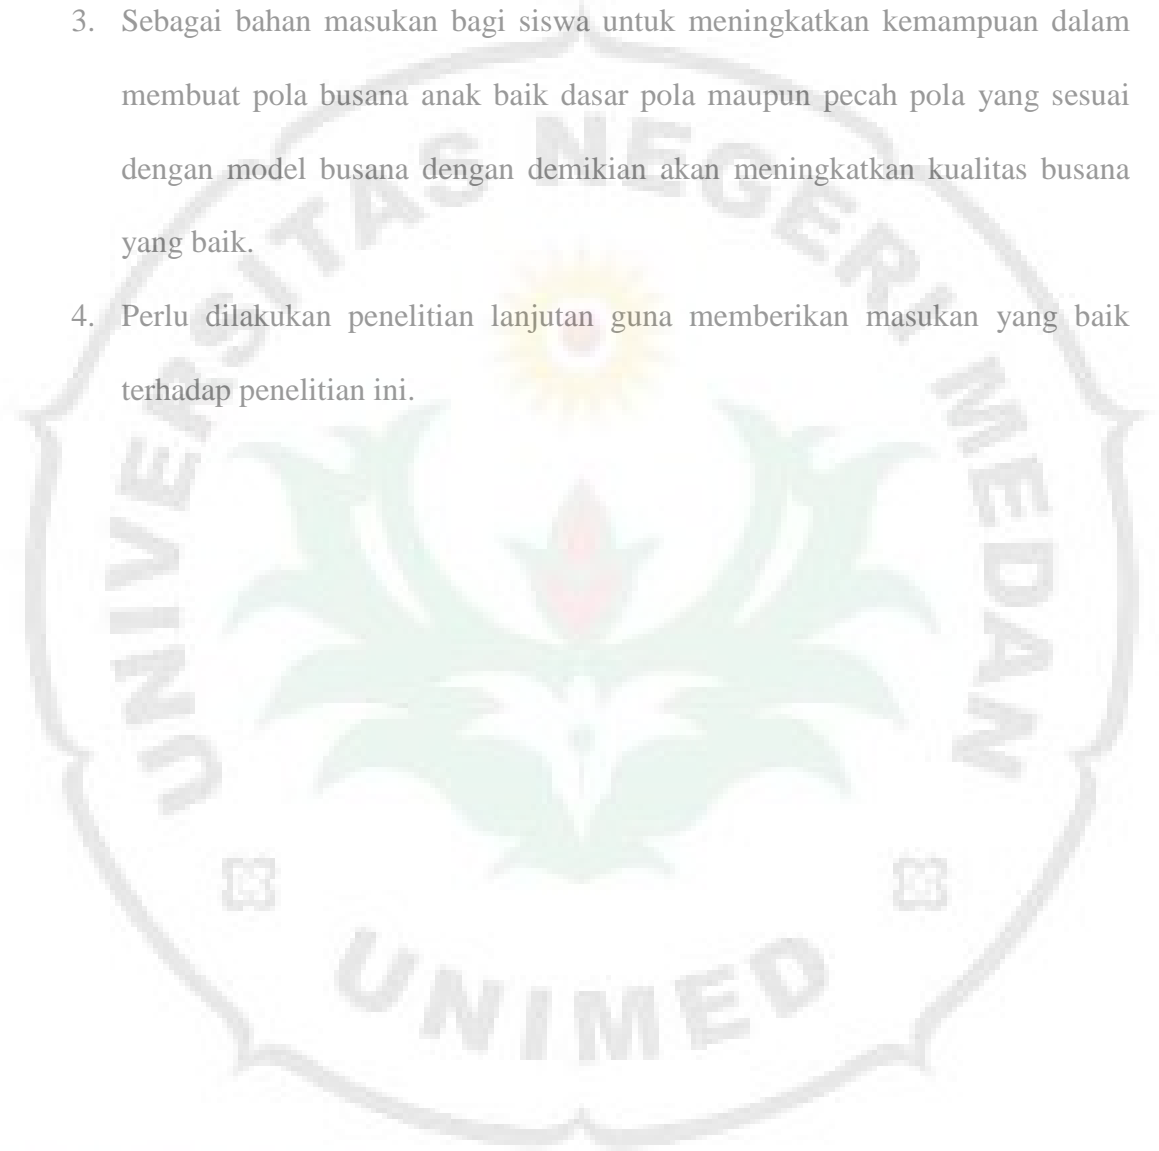 3. Sebagai bahan masukan bagi siswa untuk meningkatkan kemampuan dalam
membuat pola busana anak baik dasar pola maupun pecah pola yang sesuai
dengan model busana dengan demikian akan meningkatkan kualitas busana
yang baik.
4. Perlu dilakukan penelitian lanjutan guna memberikan masukan yang baik
terhadap penelitian ini.
UNIVERSITAS NEGERI MEDAN
UNIMED